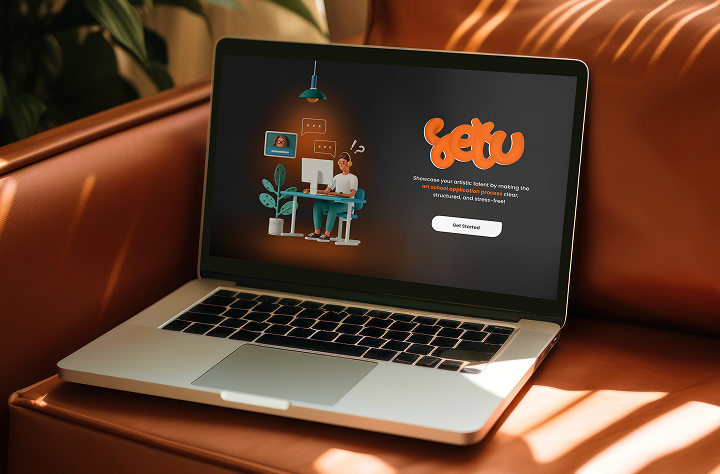 setu
Showcase your artistic talent by making the
art school application process clear,
structured, and stress-free!
Get Started